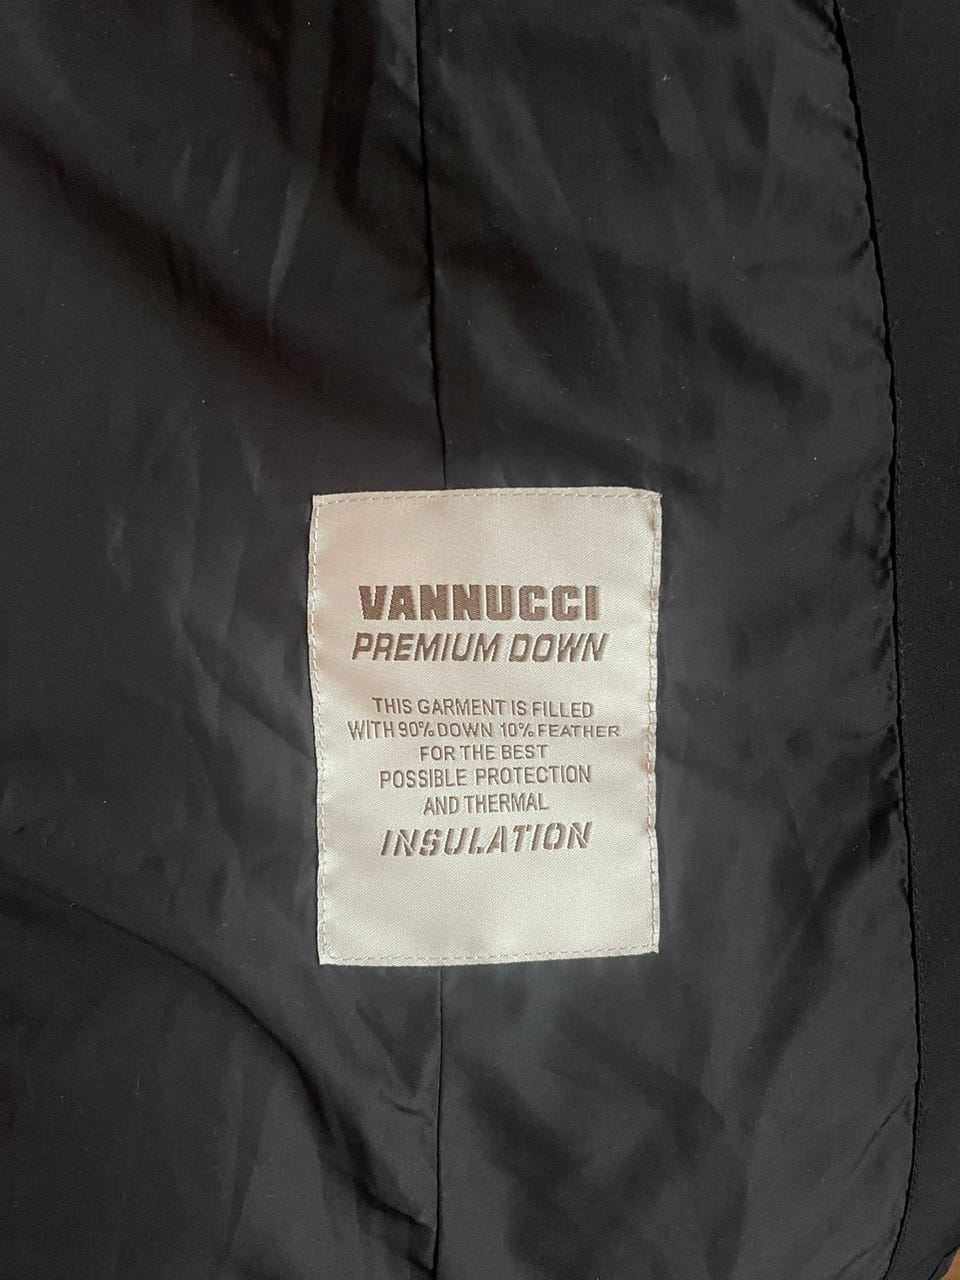 VANNUCCI
PREMIUM DOWN
THIS GARMENT IS FILLED
WITH 90% DOWN 10% FEATHER
FOR THE BEST
POSSIBLE PROTECTION
AND THERMAL
INSULATION